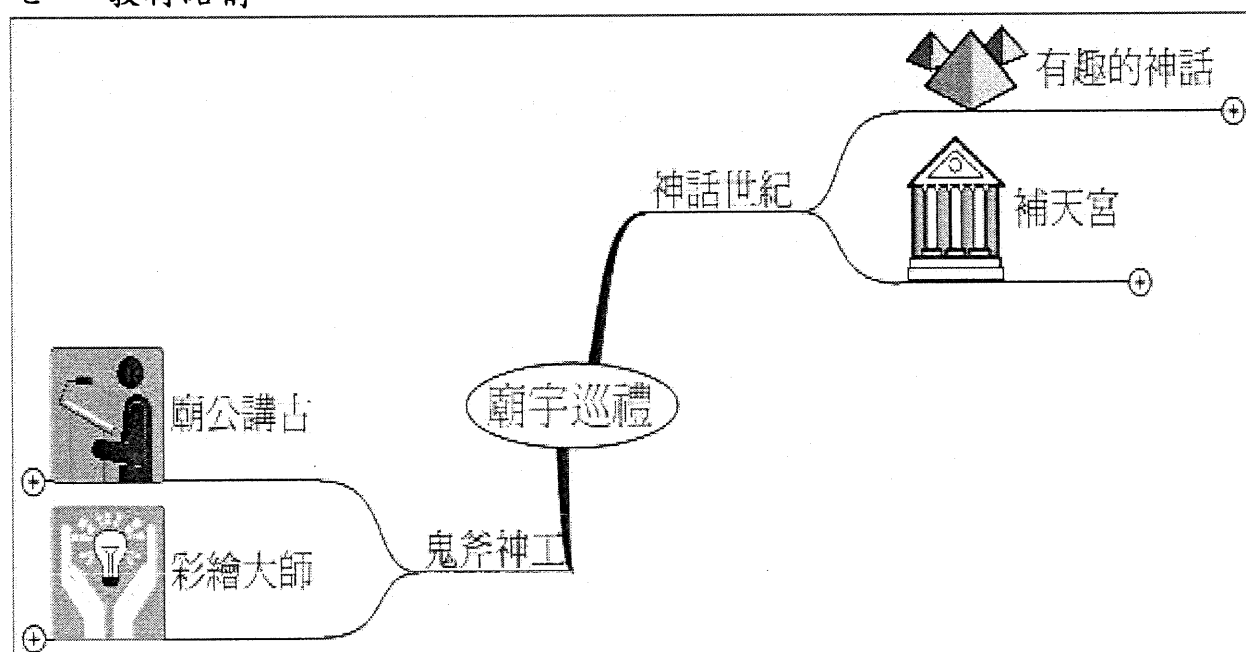 有趣的神話
神話世紀
補天宮
廟宇巡禮
廟公講古
鬼斧神工
彩繪大師